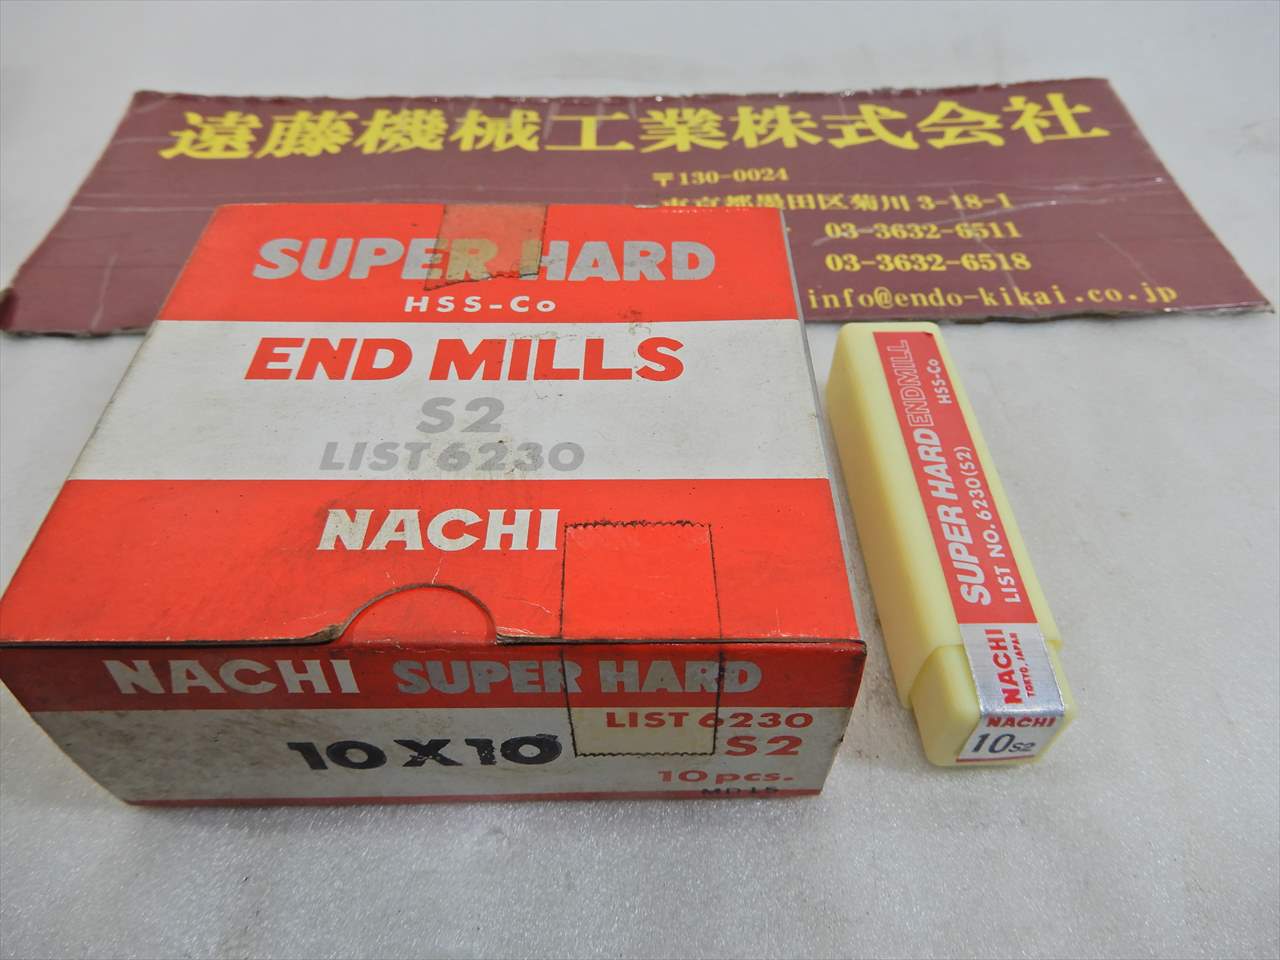 遠藤機械工業株式会社
〒130-0024
東京都墨田区菊川 3-18-1
03-3632-6511
03-3632-6518
info@endo-kikai.co.jp
SUPER HARD
HSS-Co
END MILLS
S2
LIST 6230
NACHI
NACHI SUPER HARD
LIST 6230
10X10 S2
10 pcs.
SUPER HARD ENDMILL
LIST NO. 6230(S2) HSS-Co
NACHI
TOKYO, JAPAN
NACHI
10S2